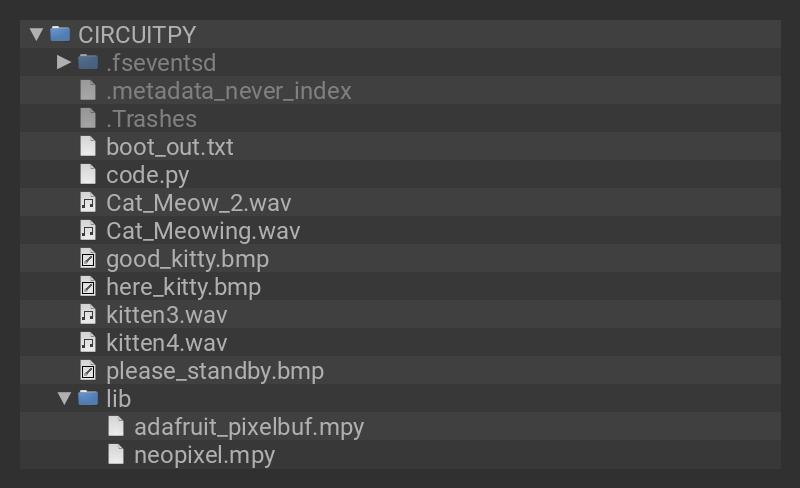 CIRCUITPY
.fseventsd
.metadata_never_index
.Trashes
boot_out.txt
code.py
Cat_Meow_2.wav
Cat_Meowing.wav
good_kitty.bmp
here_kitty.bmp
kitten3.wav
kitten4.wav
please_standby.bmp
lib
adafruit_pixelbuf.mpy
neopixel.mpy